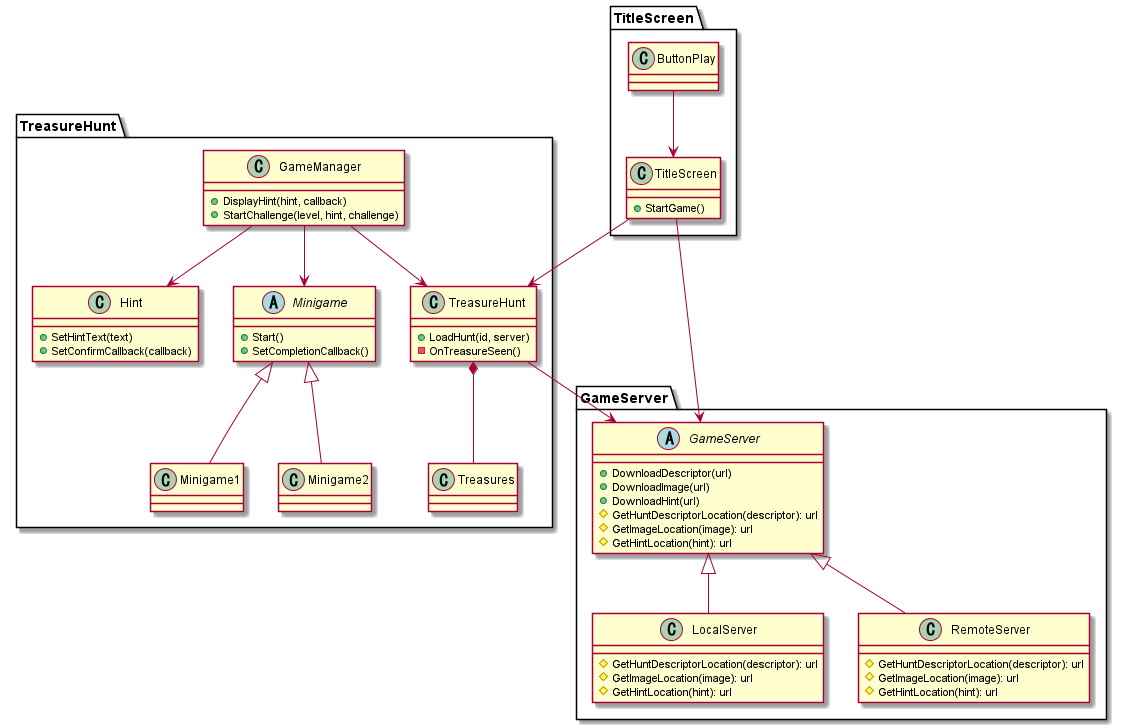 TitleScreen
C ButtonPlay
C TitleScreen
StartGame()
TreasureHunt
C GameManager
DisplayHint(hint, callback)
StartChallenge(level, hint, challenge)
C Hint
SetHintText(text)
SetConfirmCallback(callback)
A Minigame
Start()
SetCompletionCallback()
C TreasureHunt
LoadHunt(id, server)
OnTreasureSeen()
C Minigame1
C Minigame2
C Treasures
GameServer
A GameServer
DownloadDescriptor(url)
DownloadImage(url)
DownloadHint(url)
GetHuntDescriptorLocation(descriptor): url
GetImageLocation(image): url
GetHintLocation(hint): url
C LocalServer
GetHuntDescriptorLocation(descriptor): url
GetImageLocation(image): url
GetHintLocation(hint): url
C RemoteServer
GetHuntDescriptorLocation(descriptor): url
GetImageLocation(image): url
GetHintLocation(hint): url